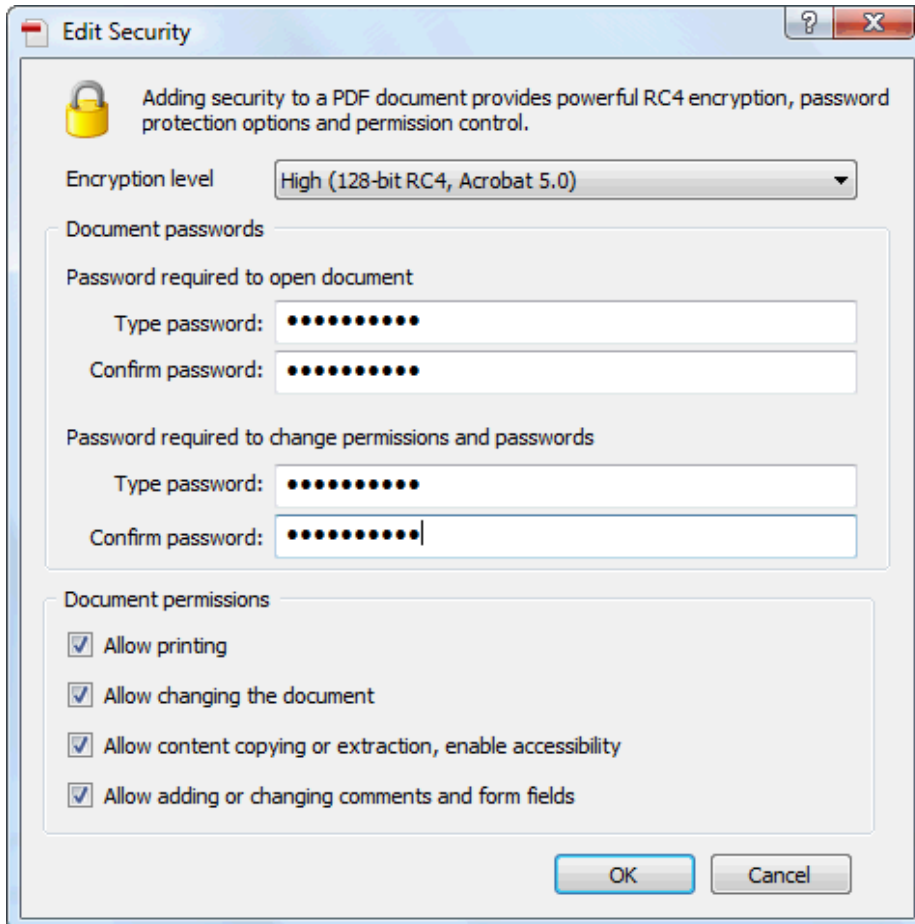 Edit Security
Adding security to a PDF document provides powerful RC4 encryption, password
protection options and permission control.
Encryption level High (128-bit RC4, Acrobat 5.0)
Document passwords
Password required to open document
Type password: ●●●●●●●●●●
Confirm password: ●●●●●●●●●●
Password required to change permissions and passwords
Type password: ●●●●●●●●●●
Confirm password: ●●●●●●●●●●
Document permissions
Allow printing
Allow changing the document
Allow content copying or extraction, enable accessibility
Allow adding or changing comments and form fields
OK Cancel